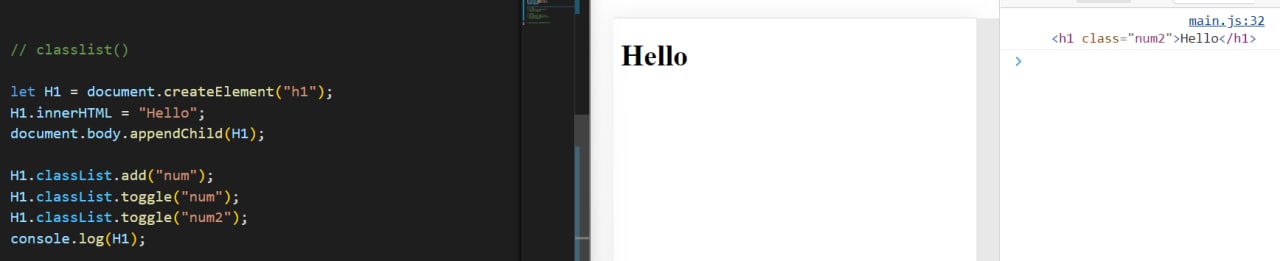 // classlist()
let H1 = document.createElement("h1");
H1.innerHTML = "Hello";
document.body.appendChild(H1);
H1.classList.add("num");
H1.classList.toggle("num");
H1.classList.toggle("num2");
console.log(H1);
Hello
main.js:32
<h1 class="num2">Hello</h1>